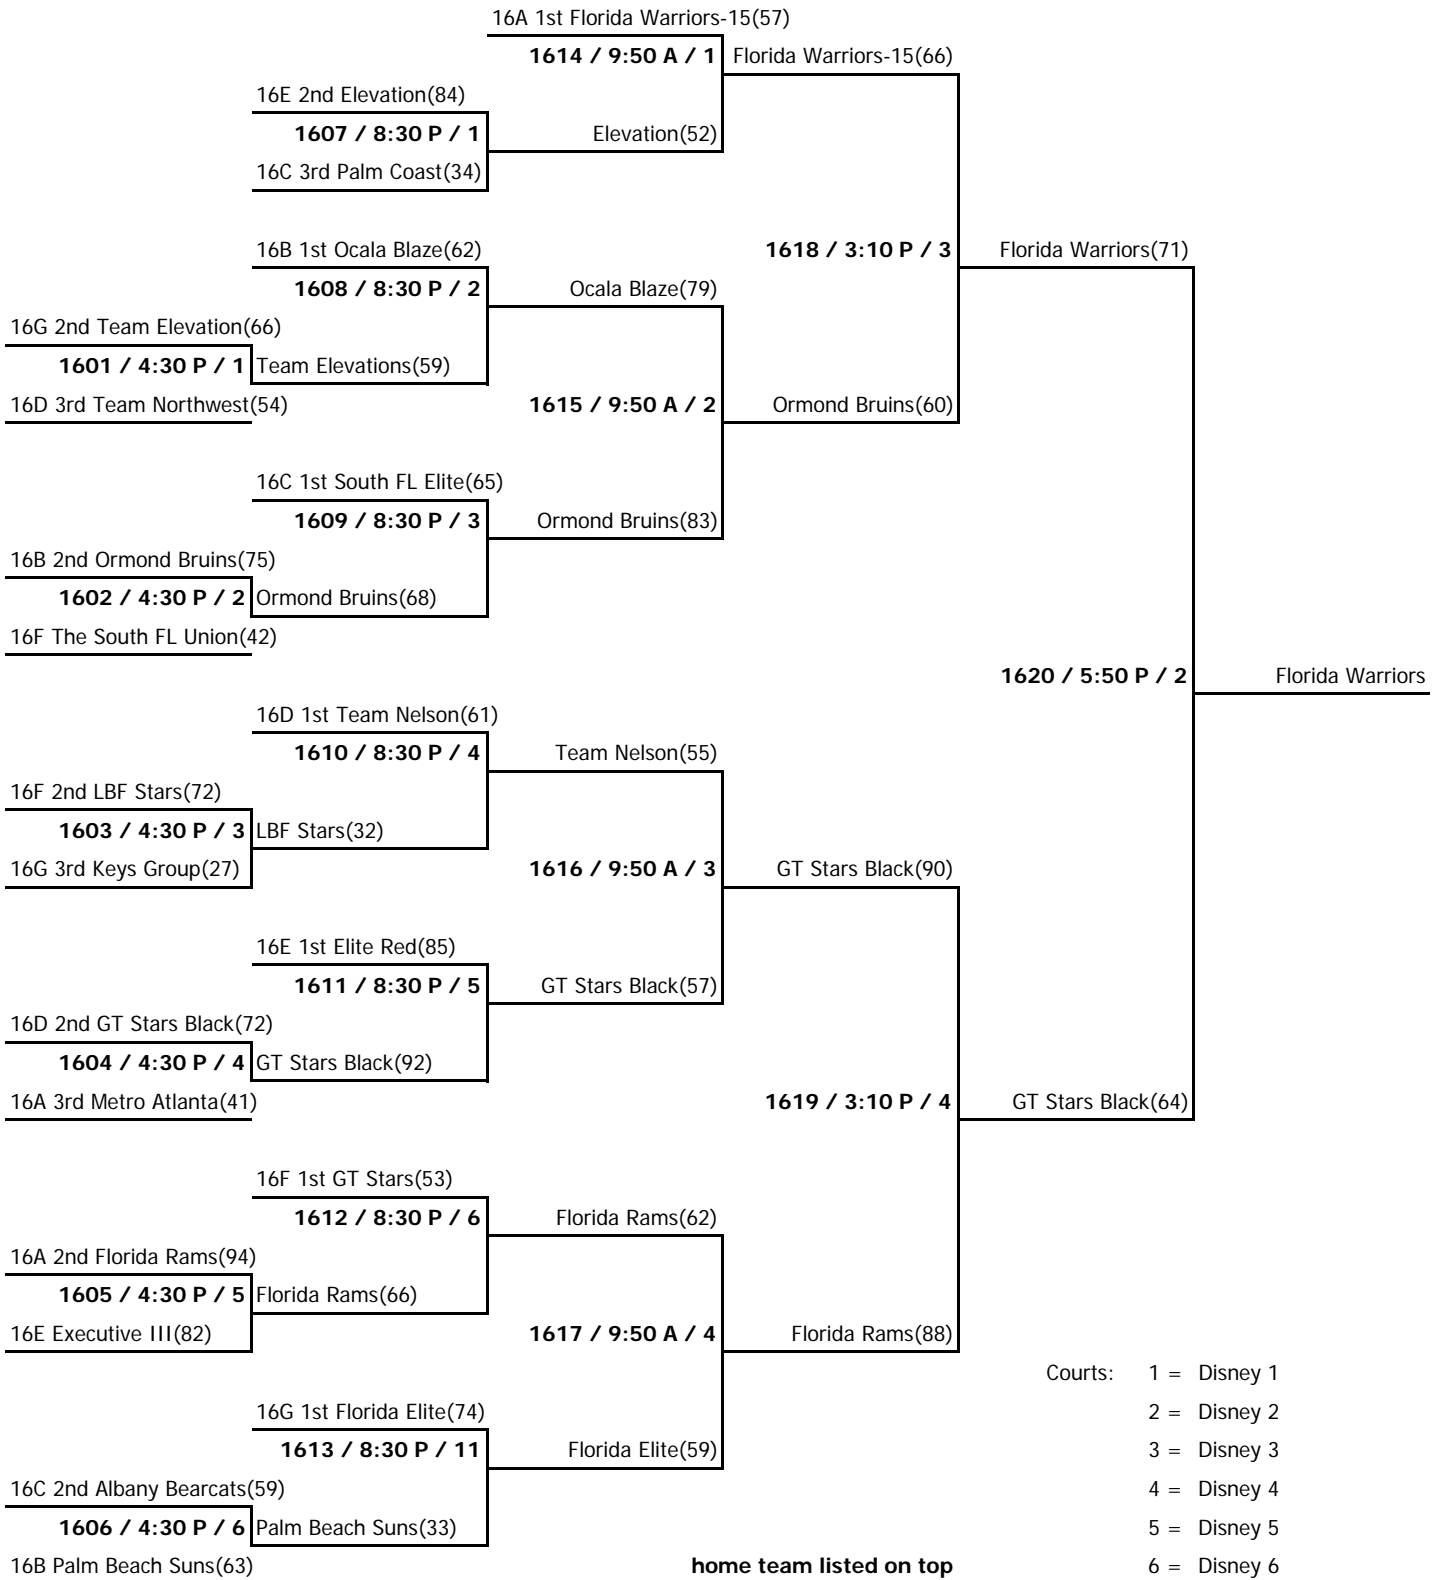 16A 1st Florida Warriors-15(57)
1614 / 9:50 A / 1
Florida Warriors-15(66)
16E 2nd Elevation(84)
1607 / 8:30 P / 1
Elevation(52)
16C 3rd Palm Coast(34)
16B 1st Ocala Blaze(62)
1618 / 3:10 P / 3
Florida Warriors(71)
1608 / 8:30 P / 2
Ocala Blaze(79)
16G 2nd Team Elevation(66)
1601 / 4:30 P / 1
Team Elevations(59)
16D 3rd Team Northwest(54)
1615 / 9:50 A / 2
Ormond Bruins(60)
16C 1st South FL Elite(65)
1609 / 8:30 P / 3
Ormond Bruins(83)
16B 2nd Ormond Bruins(75)
1602 / 4:30 P / 2
Ormond Bruins(68)
16F The South FL Union(42)
1620 / 5:50 P / 2
Florida Warriors
16D 1st Team Nelson(61)
1610 / 8:30 P / 4
Team Nelson(55)
16F 2nd LBF Stars(72)
1603 / 4:30 P / 3
LBF Stars(32)
16G 3rd Keys Group(27)
1616 / 9:50 A / 3
GT Stars Black(90)
16E 1st Elite Red(85)
1611 / 8:30 P / 5
GT Stars Black(57)
16D 2nd GT Stars Black(72)
1604 / 4:30 P / 4
GT Stars Black(92)
16A 3rd Metro Atlanta(41)
1619 / 3:10 P / 4
GT Stars Black(64)
16F 1st GT Stars(53)
1612 / 8:30 P / 6
Florida Rams(62)
16A 2nd Florida Rams(94)
1605 / 4:30 P / 5
Florida Rams(66)
16E Executive III(82)
1617 / 9:50 A / 4
Florida Rams(88)
Courts: 1 = Disney 1
16G 1st Florida Elite(74)
2 = Disney 2
1613 / 8:30 P / 11
Florida Elite(59)
3 = Disney 3
16C 2nd Albany Bearcats(59)
4 = Disney 4
1606 / 4:30 P / 6
Palm Beach Suns(33)
5 = Disney 5
16B Palm Beach Suns(63)
home team listed on top
6 = Disney 6